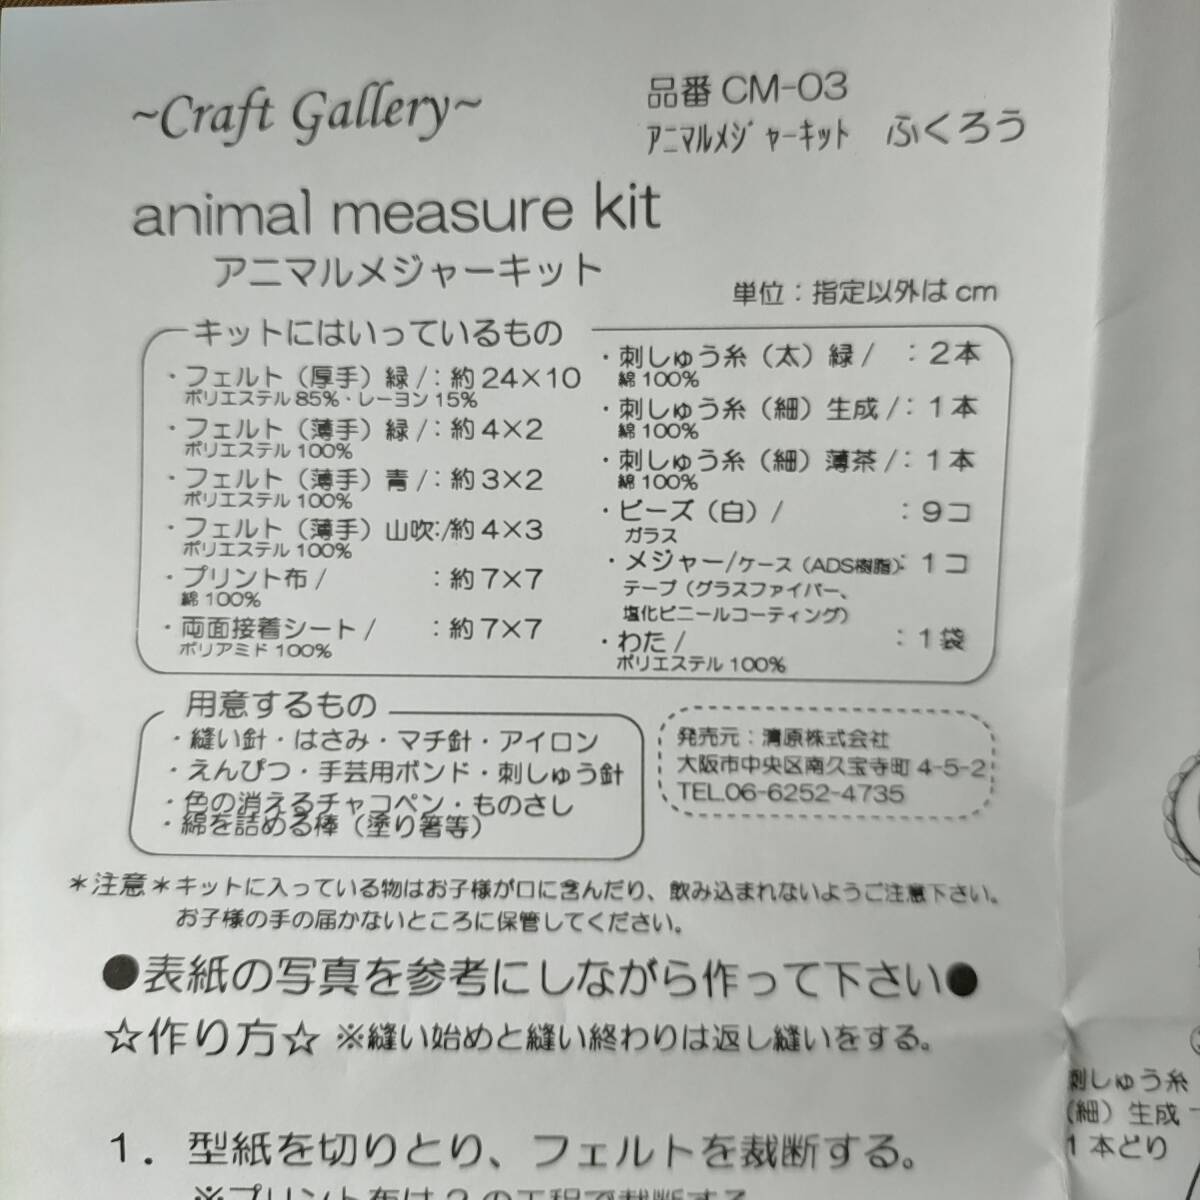 ~Craft Gallery~
品番 CM-03
アニマルメジャーキット ふくろう
animal measure kit
アニマルメジャーキット
単位：指定以外は cm
キットにはいっているもの
・フェルト（厚手）緑 /：約 24×10
ポリエステル 85%・レーヨン 15%
・フェルト（薄手）緑 /：約 4×2
ポリエステル 100%
・フェルト（薄手）青 /：約 3×2
ポリエステル 100%
・フェルト（薄手）山吹：/約 4×3
ポリエステル 100%
・プリント布 / ：約 7×7
綿 100%
・両面接着シート / ：約 7×7
ポリアミド 100%
・刺しゅう糸（太）緑 / ：2本
綿 100%
・刺しゅう糸（細）生成 /：1本
綿 100%
・刺しゅう糸（細）薄茶 /：1本
綿 100%
・ビーズ（白）/ ：9コ
ガラス
・メジャー/ケース（ADS樹脂）：1コ
テープ（グラスファイバー、
塩化ビニールコーティング）
・わた / ：1袋
ポリエステル 100%
用意するもの
・縫い針・はさみ・マチ針・アイロン
・えんぴつ・手芸用ボンド・刺しゅう針
・色の消えるチャコペン・ものさし
・綿を詰める棒（塗り箸等）
発売元：清原株式会社
大阪市中央区南久宝寺町 4-5-2
TEL.06-6252-4735
＊注意＊キットに入っている物はお子様が口に含んだり、飲み込まれないようご注意下さい。
お子様の手の届かないところに保管してください。
●表紙の写真を参考にしながら作って下さい●
☆作り方☆ ※縫い始めと縫い終わりは返し縫いをする。
1．型紙を切りとり、フェルトを裁断する。
※プリント布は2の工程で裁断する
刺しゅう糸
（細）生成
1本どり